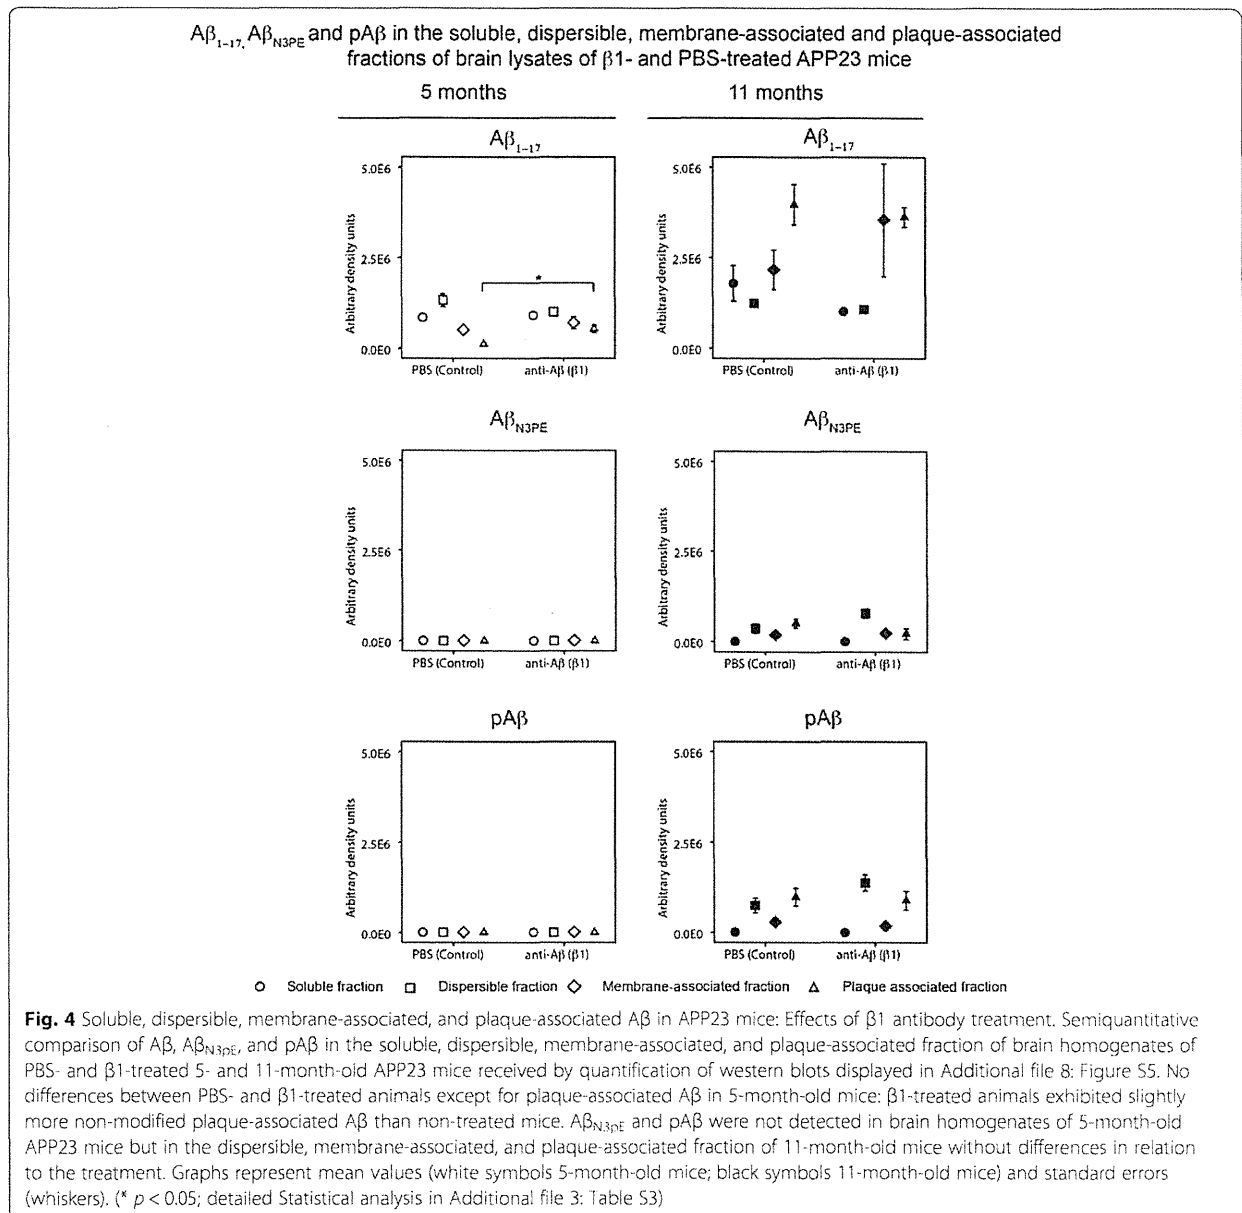 Aβ1–17, AβN3PE and pAβ in the soluble, dispersible, membrane-associated and plaque-associated
fractions of brain lysates of β1- and PBS-treated APP23 mice
5 months
11 months
Aβ1–17
Arbitrary density units
5.0E6
2.5E6
0.0E0
*
PBS (Control)
anti-Aβ (β1)
Aβ1–17
Arbitrary density units
5.0E6
2.5E6
0.0E0
PBS (Control)
anti-Aβ (β1)
AβN3PE
Arbitrary density units
5.0E6
2.5E6
0.0E0
PBS (Control)
anti-Aβ (β1)
AβN3PE
Arbitrary density units
5.0E6
2.5E6
0.0E0
PBS (Control)
anti-Aβ (β1)
pAβ
Arbitrary density units
5.0E6
2.5E6
0.0E0
PBS (Control)
anti-Aβ (β1)
pAβ
Arbitrary density units
5.0E6
2.5E6
0.0E0
PBS (Control)
anti-Aβ (β1)
Soluble fraction
Dispersible fraction
Membrane-associated fraction
Plaque associated fraction
Fig. 4 Soluble, dispersible, membrane-associated, and plaque-associated Aβ in APP23 mice: Effects of β1 antibody treatment. Semiquantitative
comparison of Aβ, AβN3pE, and pAβ in the soluble, dispersible, membrane-associated, and plaque-associated fraction of brain homogenates of
PBS- and β1-treated 5- and 11-month-old APP23 mice received by quantification of western blots displayed in Additional file 8: Figure S5. No
differences between PBS- and β1-treated animals except for plaque-associated Aβ in 5-month-old mice: β1-treated animals exhibited slightly
more non-modified plaque-associated Aβ than non-treated mice. AβN3pE and pAβ were not detected in brain homogenates of 5-month-old
APP23 mice but in the dispersible, membrane-associated, and plaque-associated fraction of 11-month-old mice without differences in relation
to the treatment. Graphs represent mean values (white symbols 5-month-old mice; black symbols 11-month-old mice) and standard errors
(whiskers). (* p < 0.05; detailed Statistical analysis in Additional file 3: Table S3)